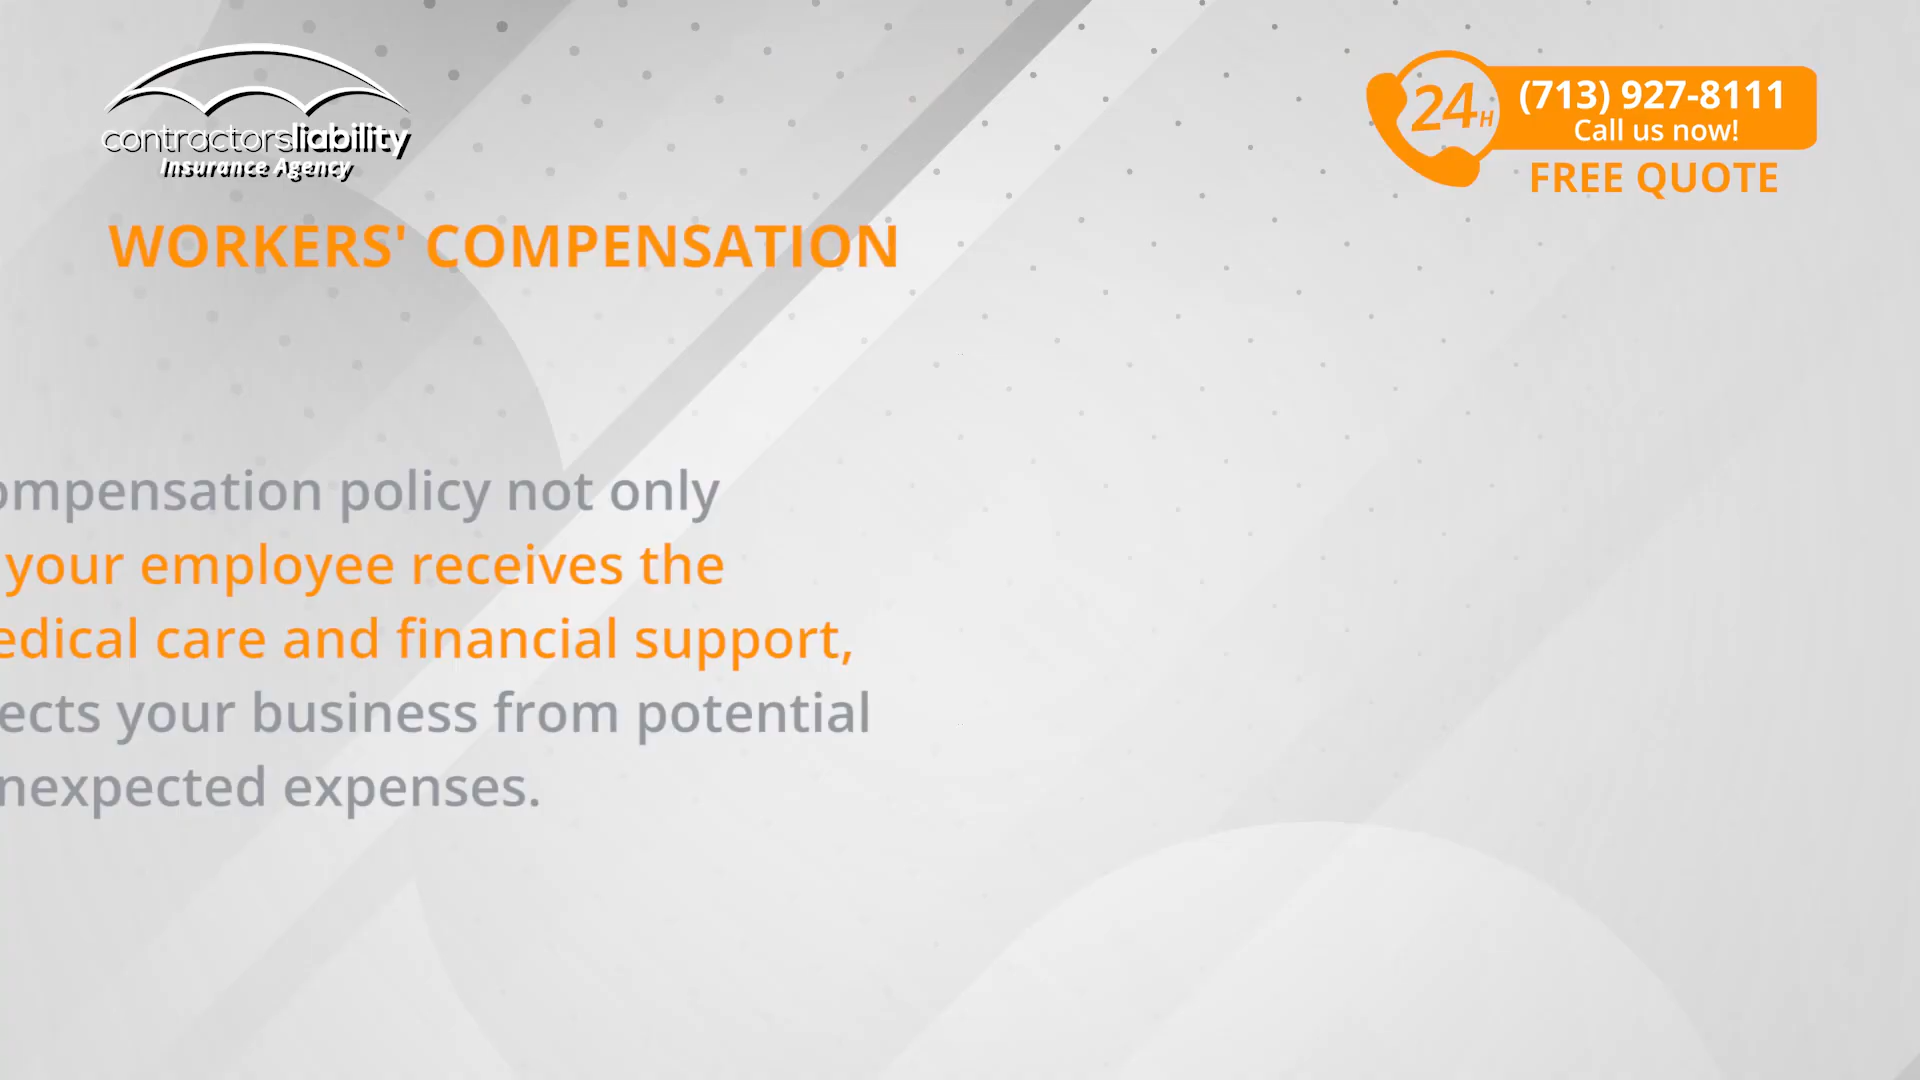 contractorsliability
Insurance Agency
24H
(713) 927-8111
Call us now!
FREE QUOTE
WORKERS' COMPENSATION
ompensation policy not only
your employee receives the
edical care and financial support,
ects your business from potential
nexpected expenses.